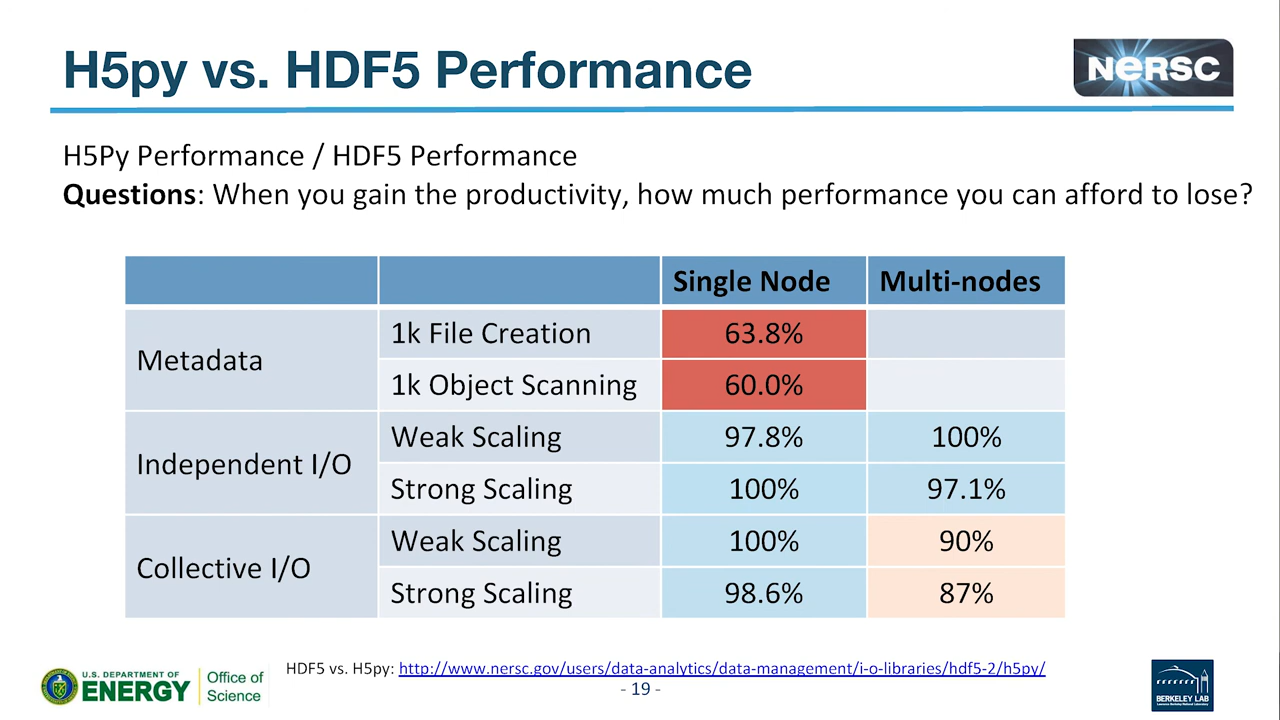 H5py vs. HDF5 Performance
NERSC
H5Py Performance / HDF5 Performance
Questions: When you gain the productivity, how much performance you can afford to lose?
Single Node Multi-nodes
Metadata
1k File Creation 63.8%
1k Object Scanning 60.0%
Independent I/O
Weak Scaling 97.8% 100%
Strong Scaling 100% 97.1%
Collective I/O
Weak Scaling 100% 90%
Strong Scaling 98.6% 87%
U.S. DEPARTMENT OF
ENERGY
Office of
Science
HDF5 vs. H5py: http://www.nersc.gov/users/data-analytics/data-management/i-o-libraries/hdf5-2/h5py/
- 19 -
BERKELEY LAB
Lawrence Berkeley National Laboratory